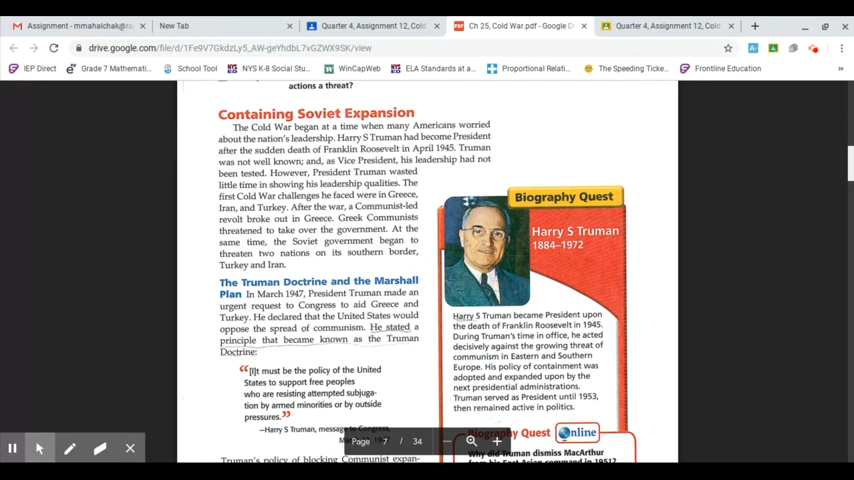 Assignment - mmahalchak@ra
New Tab
Quarter 4, Assignment 12, Cold
Ch 25, Cold War.pdf - Google D
Quarter 4, Assignment 12, Cold
drive.google.com/file/d/1Fe9V7GkdzLy5_AW-geYhdbL7vGZWX9SK/view
IEP Direct
Grade 7 Mathemati...
School Tool
NYS K-8 Social Stu...
WinCapWeb
ELA Standards at a...
Proportional Relati...
The Speeding Ticke...
Frontline Education
actions a threat?
Containing Soviet Expansion
The Cold War began at a time when many Americans worried
about the nation's leadership. Harry S Truman had become President
after the sudden death of Franklin Roosevelt in April 1945. Truman
was not well known; and, as Vice President, his leadership had not
been tested. However, President Truman wasted
little time in showing his leadership qualities. The
first Cold War challenges he faced were in Greece,
Iran, and Turkey. After the war, a Communist-led
revolt broke out in Greece. Greek Communists
threatened to take over the government. At the
same time, the Soviet government began to
threaten two nations on its southern border,
Turkey and Iran.
The Truman Doctrine and the Marshall
Plan In March 1947, President Truman made an
urgent request to Congress to aid Greece and
Turkey. He declared that the United States would
oppose the spread of communism. He stated a
principle that became known as the Truman
Doctrine:
“[I]t must be the policy of the United
States to support free peoples
who are resisting attempted subjuga-
tion by armed minorities or by outside
pressures.”
—Harry S Truman, message to Congress,
Truman's policy of blocking Communist expan-
Biography Quest
Harry S Truman
1884–1972
Harry S Truman became President upon
the death of Franklin Roosevelt in 1945.
During Truman's time in office, he acted
decisively against the growing threat of
communism in Eastern and Southern
Europe. His policy of containment was
adopted and expanded upon by the
next presidential administrations.
Truman served as President until 1953,
then remained active in politics.
Biography Quest Online
Why did Truman dismiss MacArthur
from his East Asian command in 1951?
Page 7 / 34